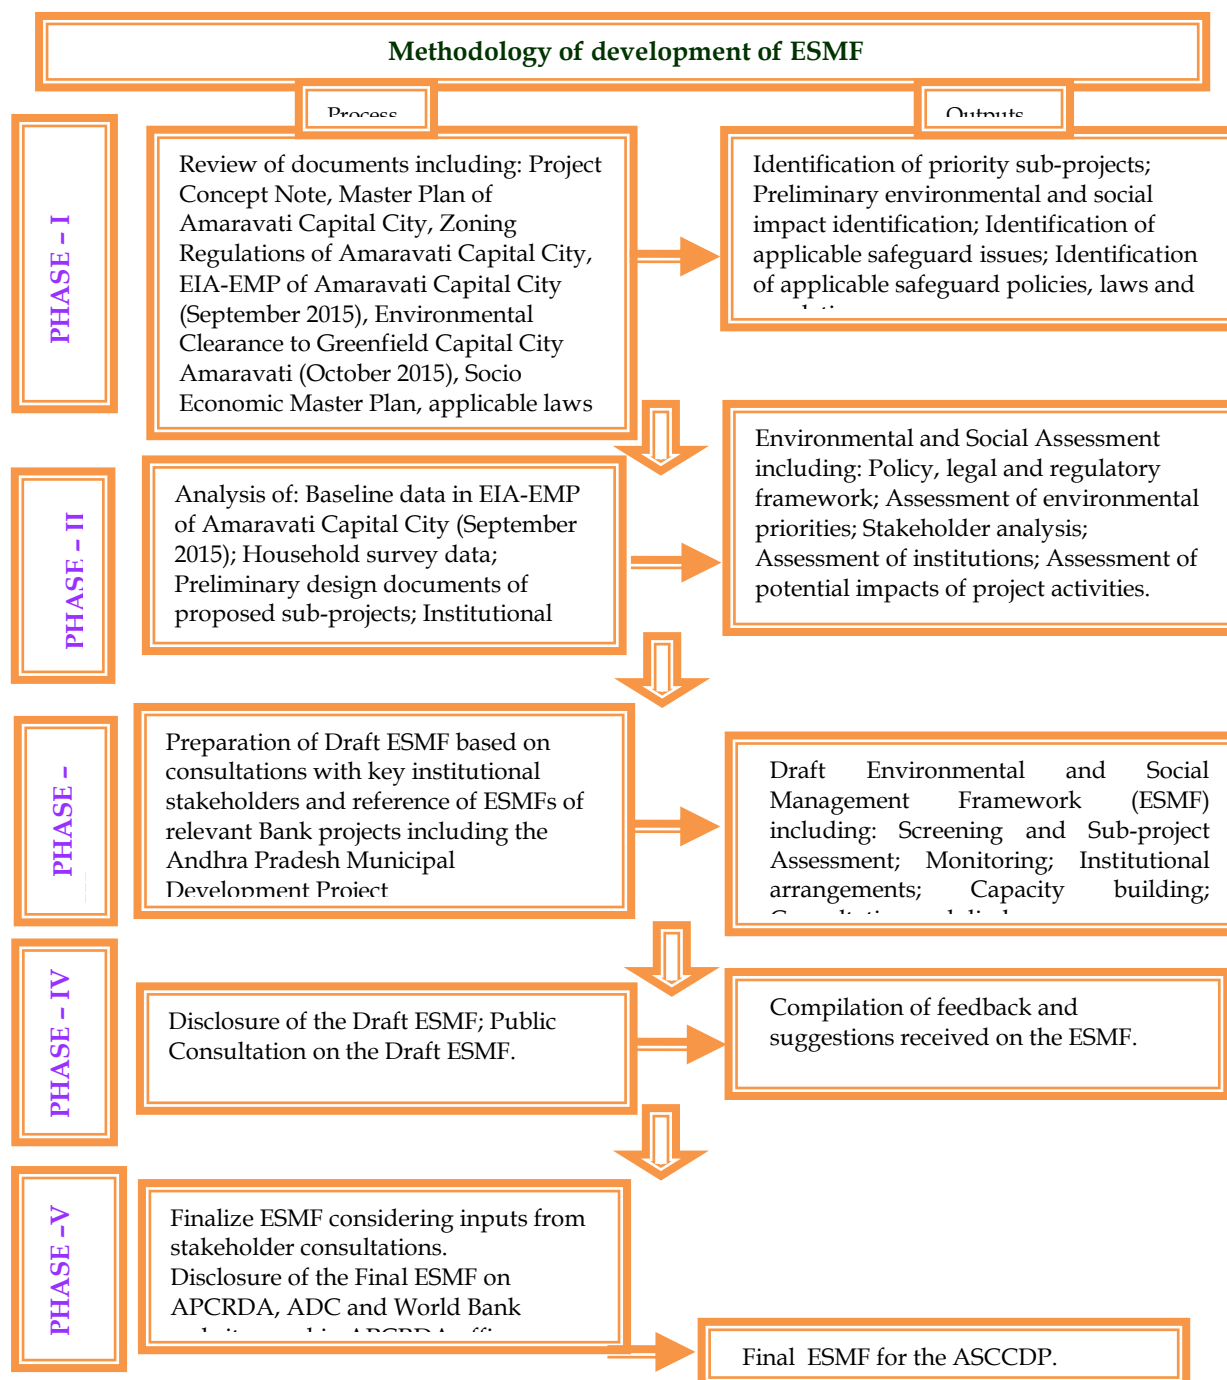 Methodology of development of ESMF
Process
Outputs
PHASE – I
Review of documents including: Project
Concept Note, Master Plan of
Amaravati Capital City, Zoning
Regulations of Amaravati Capital City,
EIA-EMP of Amaravati Capital City
(September 2015), Environmental
Clearance to Greenfield Capital City
Amaravati (October 2015), Socio
Economic Master Plan, applicable laws
Identification of priority sub-projects;
Preliminary environmental and social
impact identification; Identification of
applicable safeguard issues; Identification
of applicable safeguard policies, laws and
PHASE – II
Analysis of: Baseline data in EIA-EMP
of Amaravati Capital City (September
2015); Household survey data;
Preliminary design documents of
proposed sub-projects; Institutional
Environmental and Social Assessment
including: Policy, legal and regulatory
framework; Assessment of environmental
priorities; Stakeholder analysis;
Assessment of institutions; Assessment of
potential impacts of project activities.
PHASE –
Preparation of Draft ESMF based on
consultations with key institutional
stakeholders and reference of ESMFs of
relevant Bank projects including the
Andhra Pradesh Municipal
Development Project
Draft Environmental and Social
Management Framework (ESMF)
including: Screening and Sub-project
Assessment; Monitoring; Institutional
arrangements; Capacity building;
PHASE – IV
Disclosure of the Draft ESMF; Public
Consultation on the Draft ESMF.
Compilation of feedback and
suggestions received on the ESMF.
PHASE –V
Finalize ESMF considering inputs from
stakeholder consultations.
Disclosure of the Final ESMF on
APCRDA, ADC and World Bank
Final ESMF for the ASCCDP.